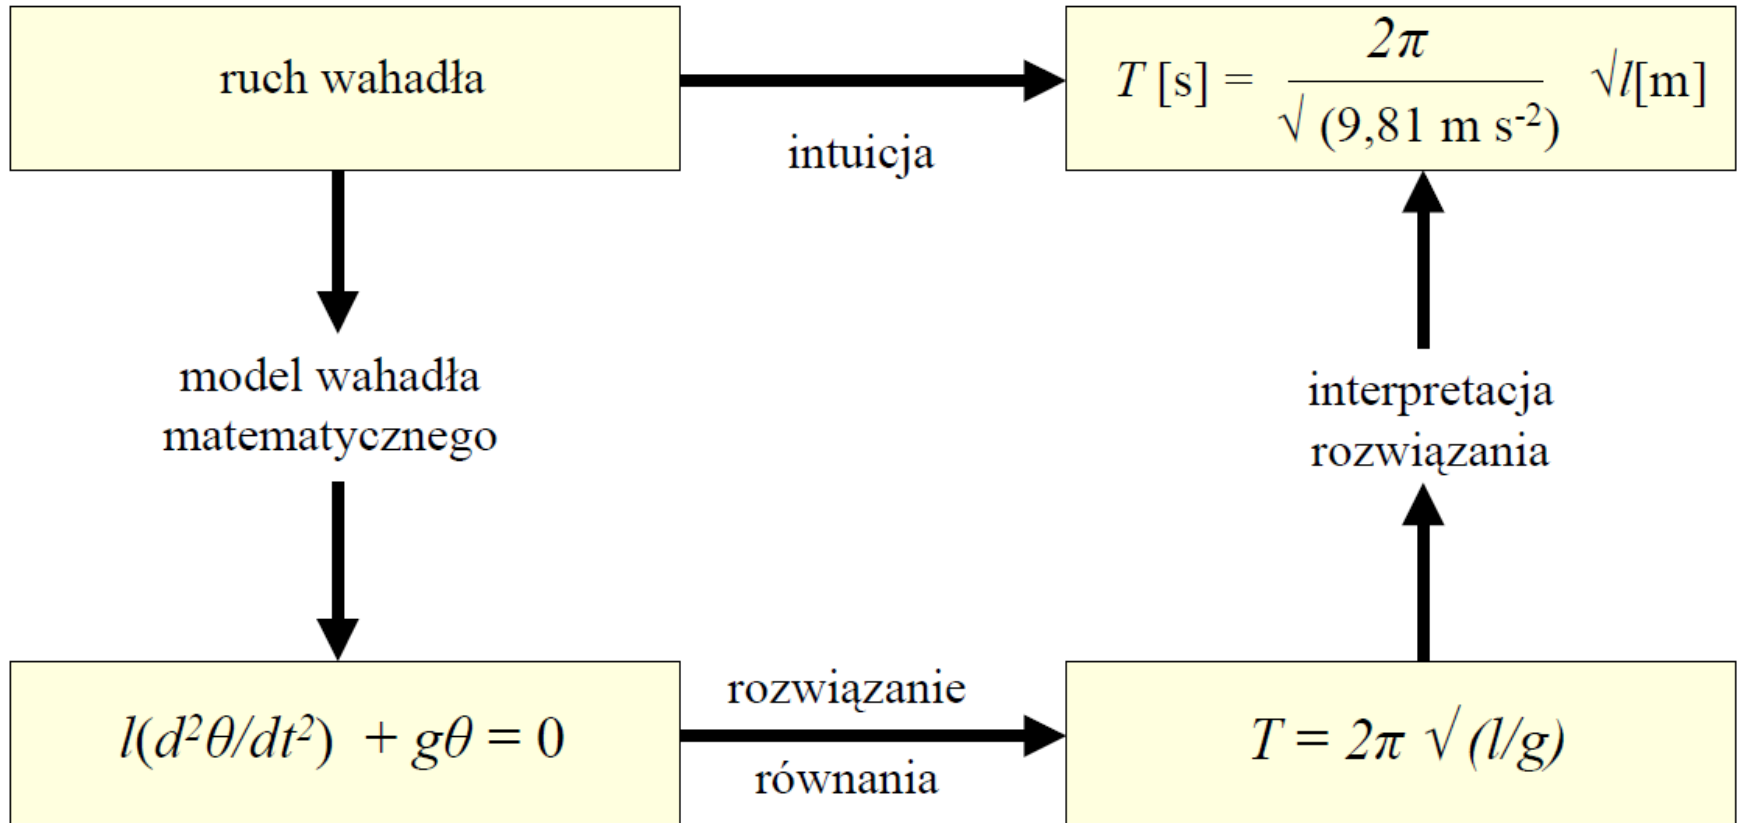 ruch wahadła
intuicja
2π
T [s] = √l[m]
√ (9,81 m s⁻²)
model wahadła
matematycznego
interpretacja
rozwiązania
l(d²θ/dt²) + gθ = 0
rozwiązanie
równania
T = 2π √ (l/g)